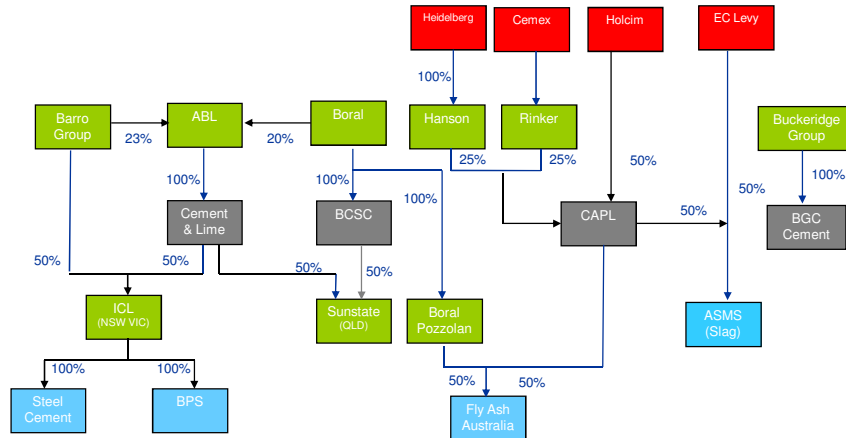 Heidelberg
Cemex
Holcim
EC Levy
100%
Barro
Group
ABL
Boral
Hanson
Rinker
Buckeridge
Group
23%
20%
25%
25%
50%
100%
100%
100%
50%
100%
Cement
& Lime
BCSC
CAPL
50%
BGC
Cement
50%
50%
50%
50%
ICL
(NSW VIC)
Sunstate
(QLD)
Boral
Pozzolan
ASMS
(Slag)
100%
100%
50%
50%
Steel
Cement
BPS
Fly Ash
Australia